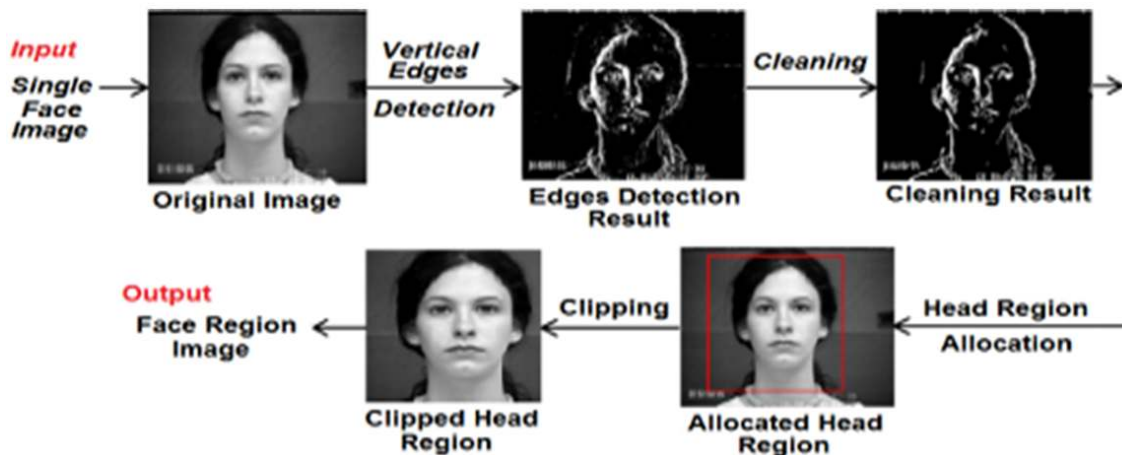 Input
Single
Face
Image
Vertical
Edges
Detection
Cleaning
Original Image
Edges Detection
Result
Cleaning Result
Output
Face Region
Image
Clipping
Head Region
Allocation
Clipped Head
Region
Allocated Head
Region